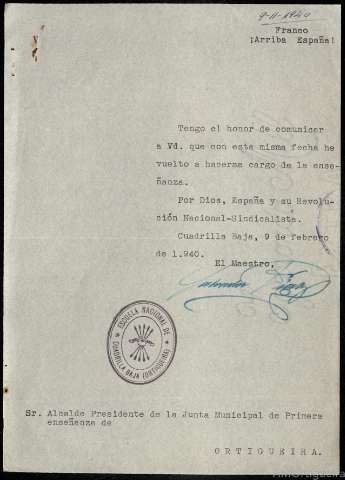 9-II-1940
Franco
¡Arriba España!
Tengo el honor de comunicar
a Vd. que con esta misma fecha he
vuelto a hacerme cargo de la ense-
ñanza.
Por Dios, España y su Revolu-
ción Nacional-Sindicalista.
Cuadrilla Baja, 9 de febrero
de 1.940.
El Maestro,
ESCUELA NACIONAL DE
CUADRILLA BAJA (ORTIGUEIRA)
Sr. Alcalde Presidente de la Junta Municipal de Primera
enseñanza de
ORTIGUEIRA.